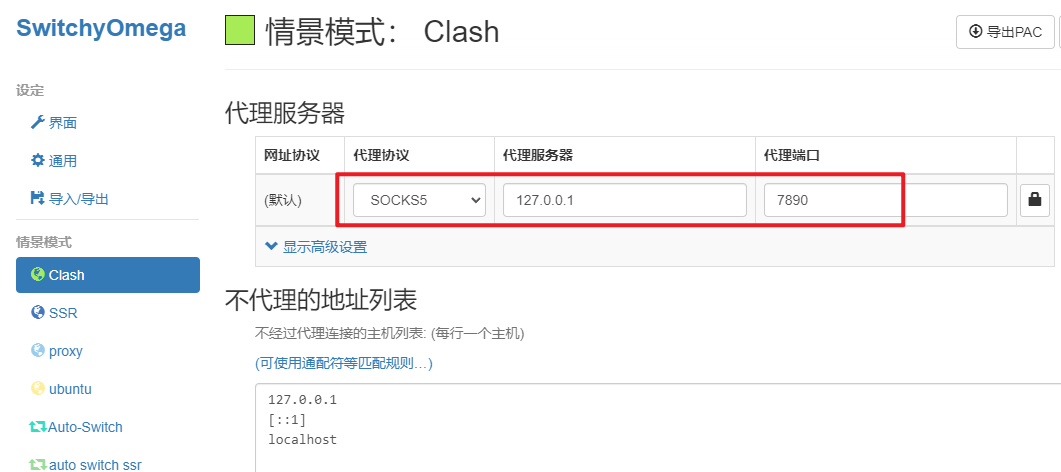 SwitchyOmega
情景模式： Clash
导出PAC
设定
界面
通用
导入/导出
情景模式
Clash
SSR
proxy
ubuntu
Auto-Switch
auto switch ssr
代理服务器
网址协议 代理协议 代理服务器 代理端口
(默认) SOCKS5 127.0.0.1 7890
显示高级设置
不代理的地址列表
不经过代理连接的主机列表: (每行一个主机)
(可使用通配符等匹配规则…)
127.0.0.1
[::1]
localhost